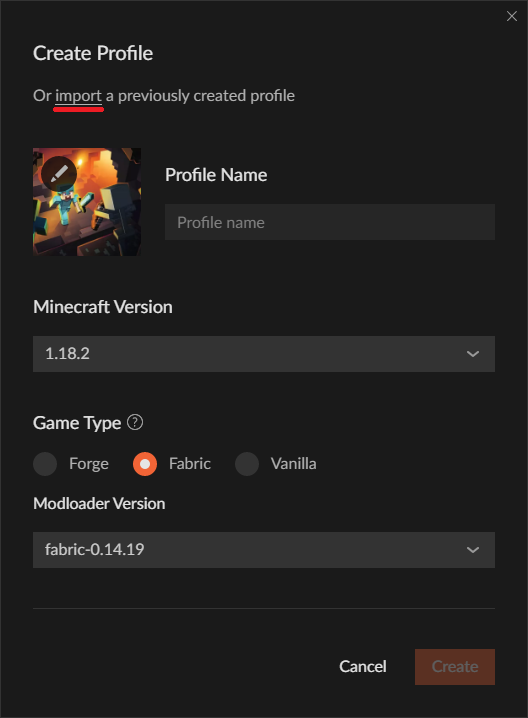 Create Profile
Or import a previously created profile
Profile Name
Profile name
Minecraft Version
1.18.2
Game Type ?
Forge Fabric Vanilla
Modloader Version
fabric-0.14.19
Cancel Create